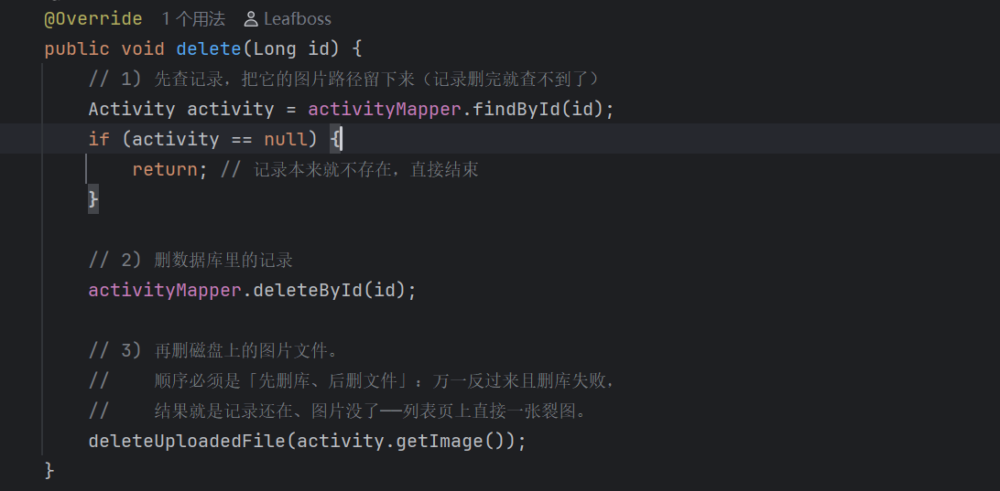 @Override 1 个用法 Leafboss
public void delete(Long id) {
// 1) 先查记录，把它的图片路径留下来（记录删完就查不到了）
Activity activity = activityMapper.findById(id);
if (activity == null) {
return; // 记录本来就不存在，直接结束
}
// 2) 删数据库里的记录
activityMapper.deleteById(id);
// 3) 再删磁盘上的图片文件。
// 顺序必须是「先删库、后删文件」：万一反过来且删库失败，
// 结果就是记录还在、图片没了——列表页上直接一张裂图。
deleteUploadedFile(activity.getImage());
}